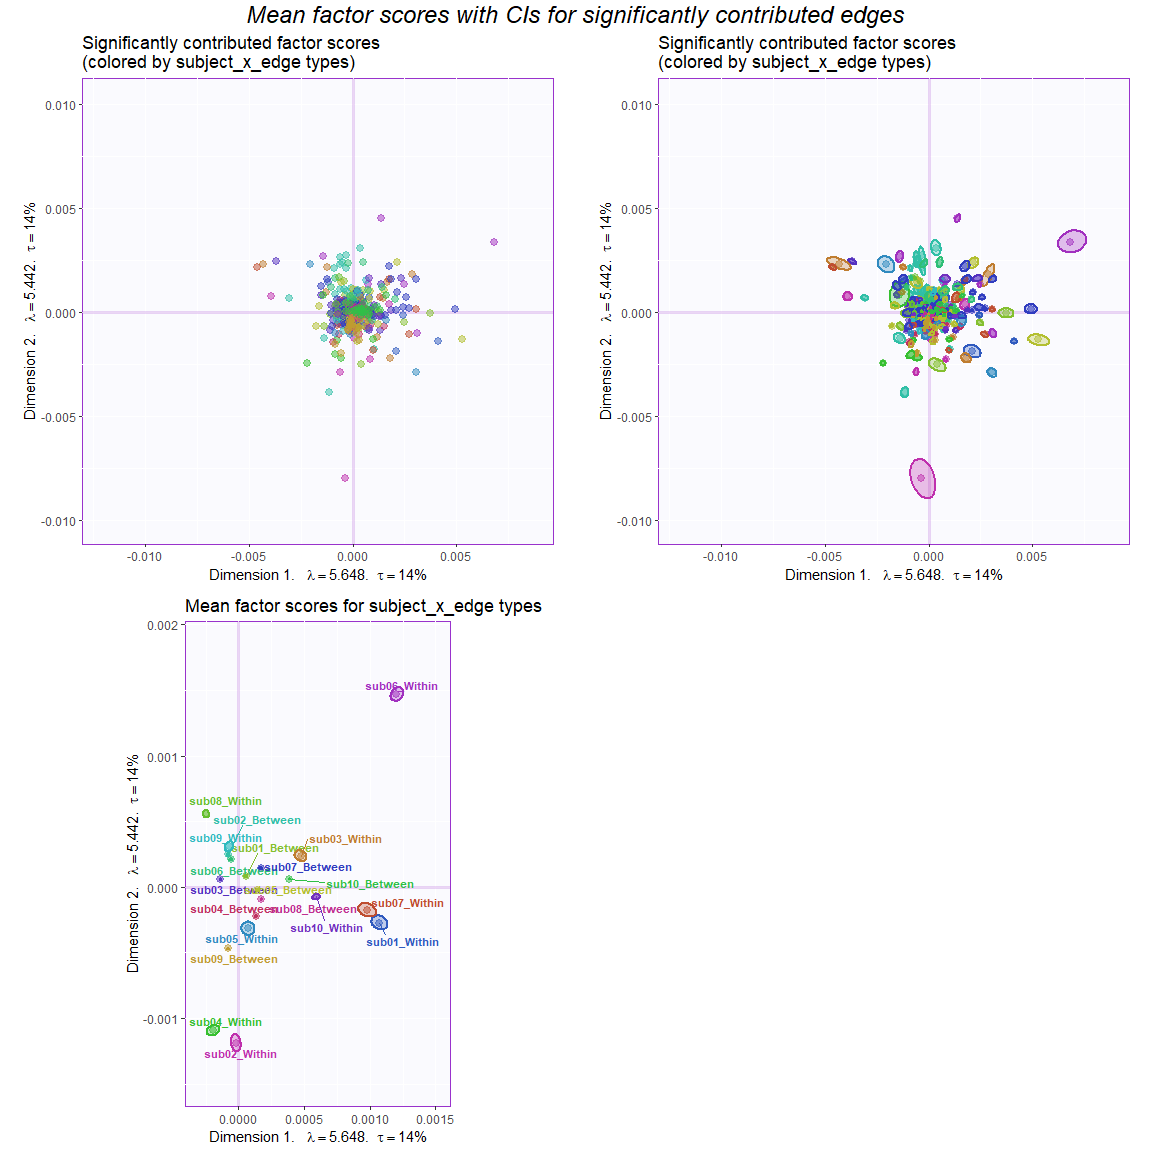 Mean factor scores with CIs for significantly contributed edges
Significantly contributed factor scores
(colored by subject_x_edge types)
0.010
0.005
0.000
-0.005
-0.010
Dimension 2. λ = 5.442. τ = 14%
-0.010
-0.005
0.000
0.005
Dimension 1. λ = 5.648. τ = 14%
Significantly contributed factor scores
(colored by subject_x_edge types)
0.010
0.005
0.000
-0.005
-0.010
Dimension 2. λ = 5.442. τ = 14%
-0.010
-0.005
0.000
0.005
Dimension 1. λ = 5.648. τ = 14%
Mean factor scores for subject_x_edge types
0.002
0.001
0.000
-0.001
Dimension 2. λ = 5.442. τ = 14%
sub06_Within
sub08_Within
sub02_Between
sub09_Within
sub03_Within
sub01_Between
sub07_Between
sub06_Between
sub10_Between
sub03_Between
sub04_Between
sub08_Between
sub07_Within
sub10_Within
sub05_Within
sub01_Within
sub09_Between
sub04_Within
sub02_Within
0.0000
0.0005
0.0010
0.0015
Dimension 1. λ = 5.648. τ = 14%